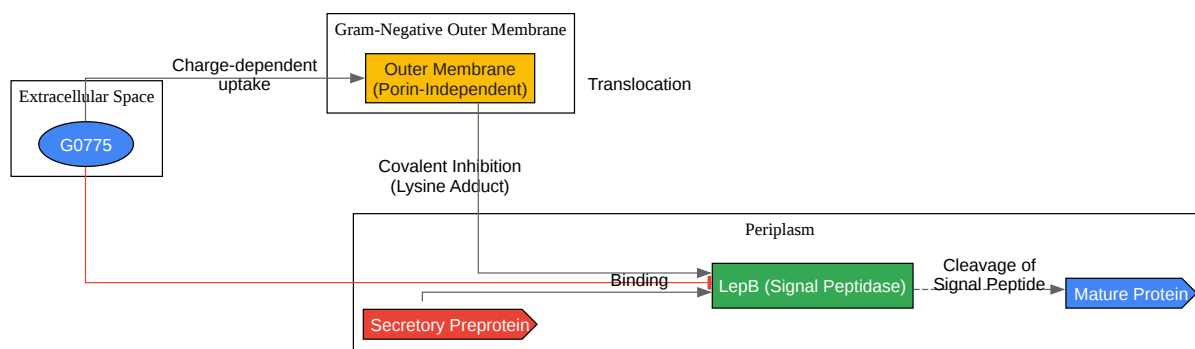 Gram-Negative Outer Membrane
Charge-dependent
uptake
Outer Membrane
(Porin-Independent)
Translocation
Extracellular Space
G0775
Covalent Inhibition
(Lysine Adduct)
Periplasm
Binding
LepB (Signal Peptidase)
Cleavage of
Signal Peptide
Mature Protein
Secretory Preprotein